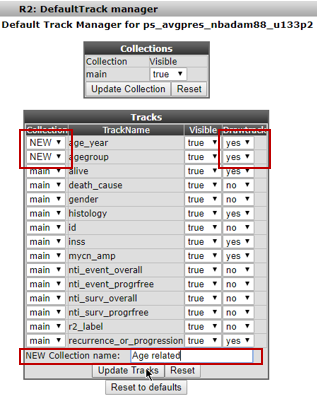 R2: DefaultTrack manager
Default Track Manager for ps_avgpres_nbadam88_u133p2
Collections
Collection Visible
main true
Update Collection Reset
Tracks
Collection TrackName Visible Drawtrack
NEW age_year true yes
NEW agegroup true yes
main alive true yes
main death_cause true no
main gender true no
main histology true yes
main id true no
main inss true yes
main mycn_amp true yes
main nti_event_overall true no
main nti_event_progrfree true no
main nti_surv_overall true no
main nti_surv_progrfree true no
main r2_label true no
main recurrence_or_progression true yes
NEW Collection name: Age related
Update Tracks Reset
Reset to defaults